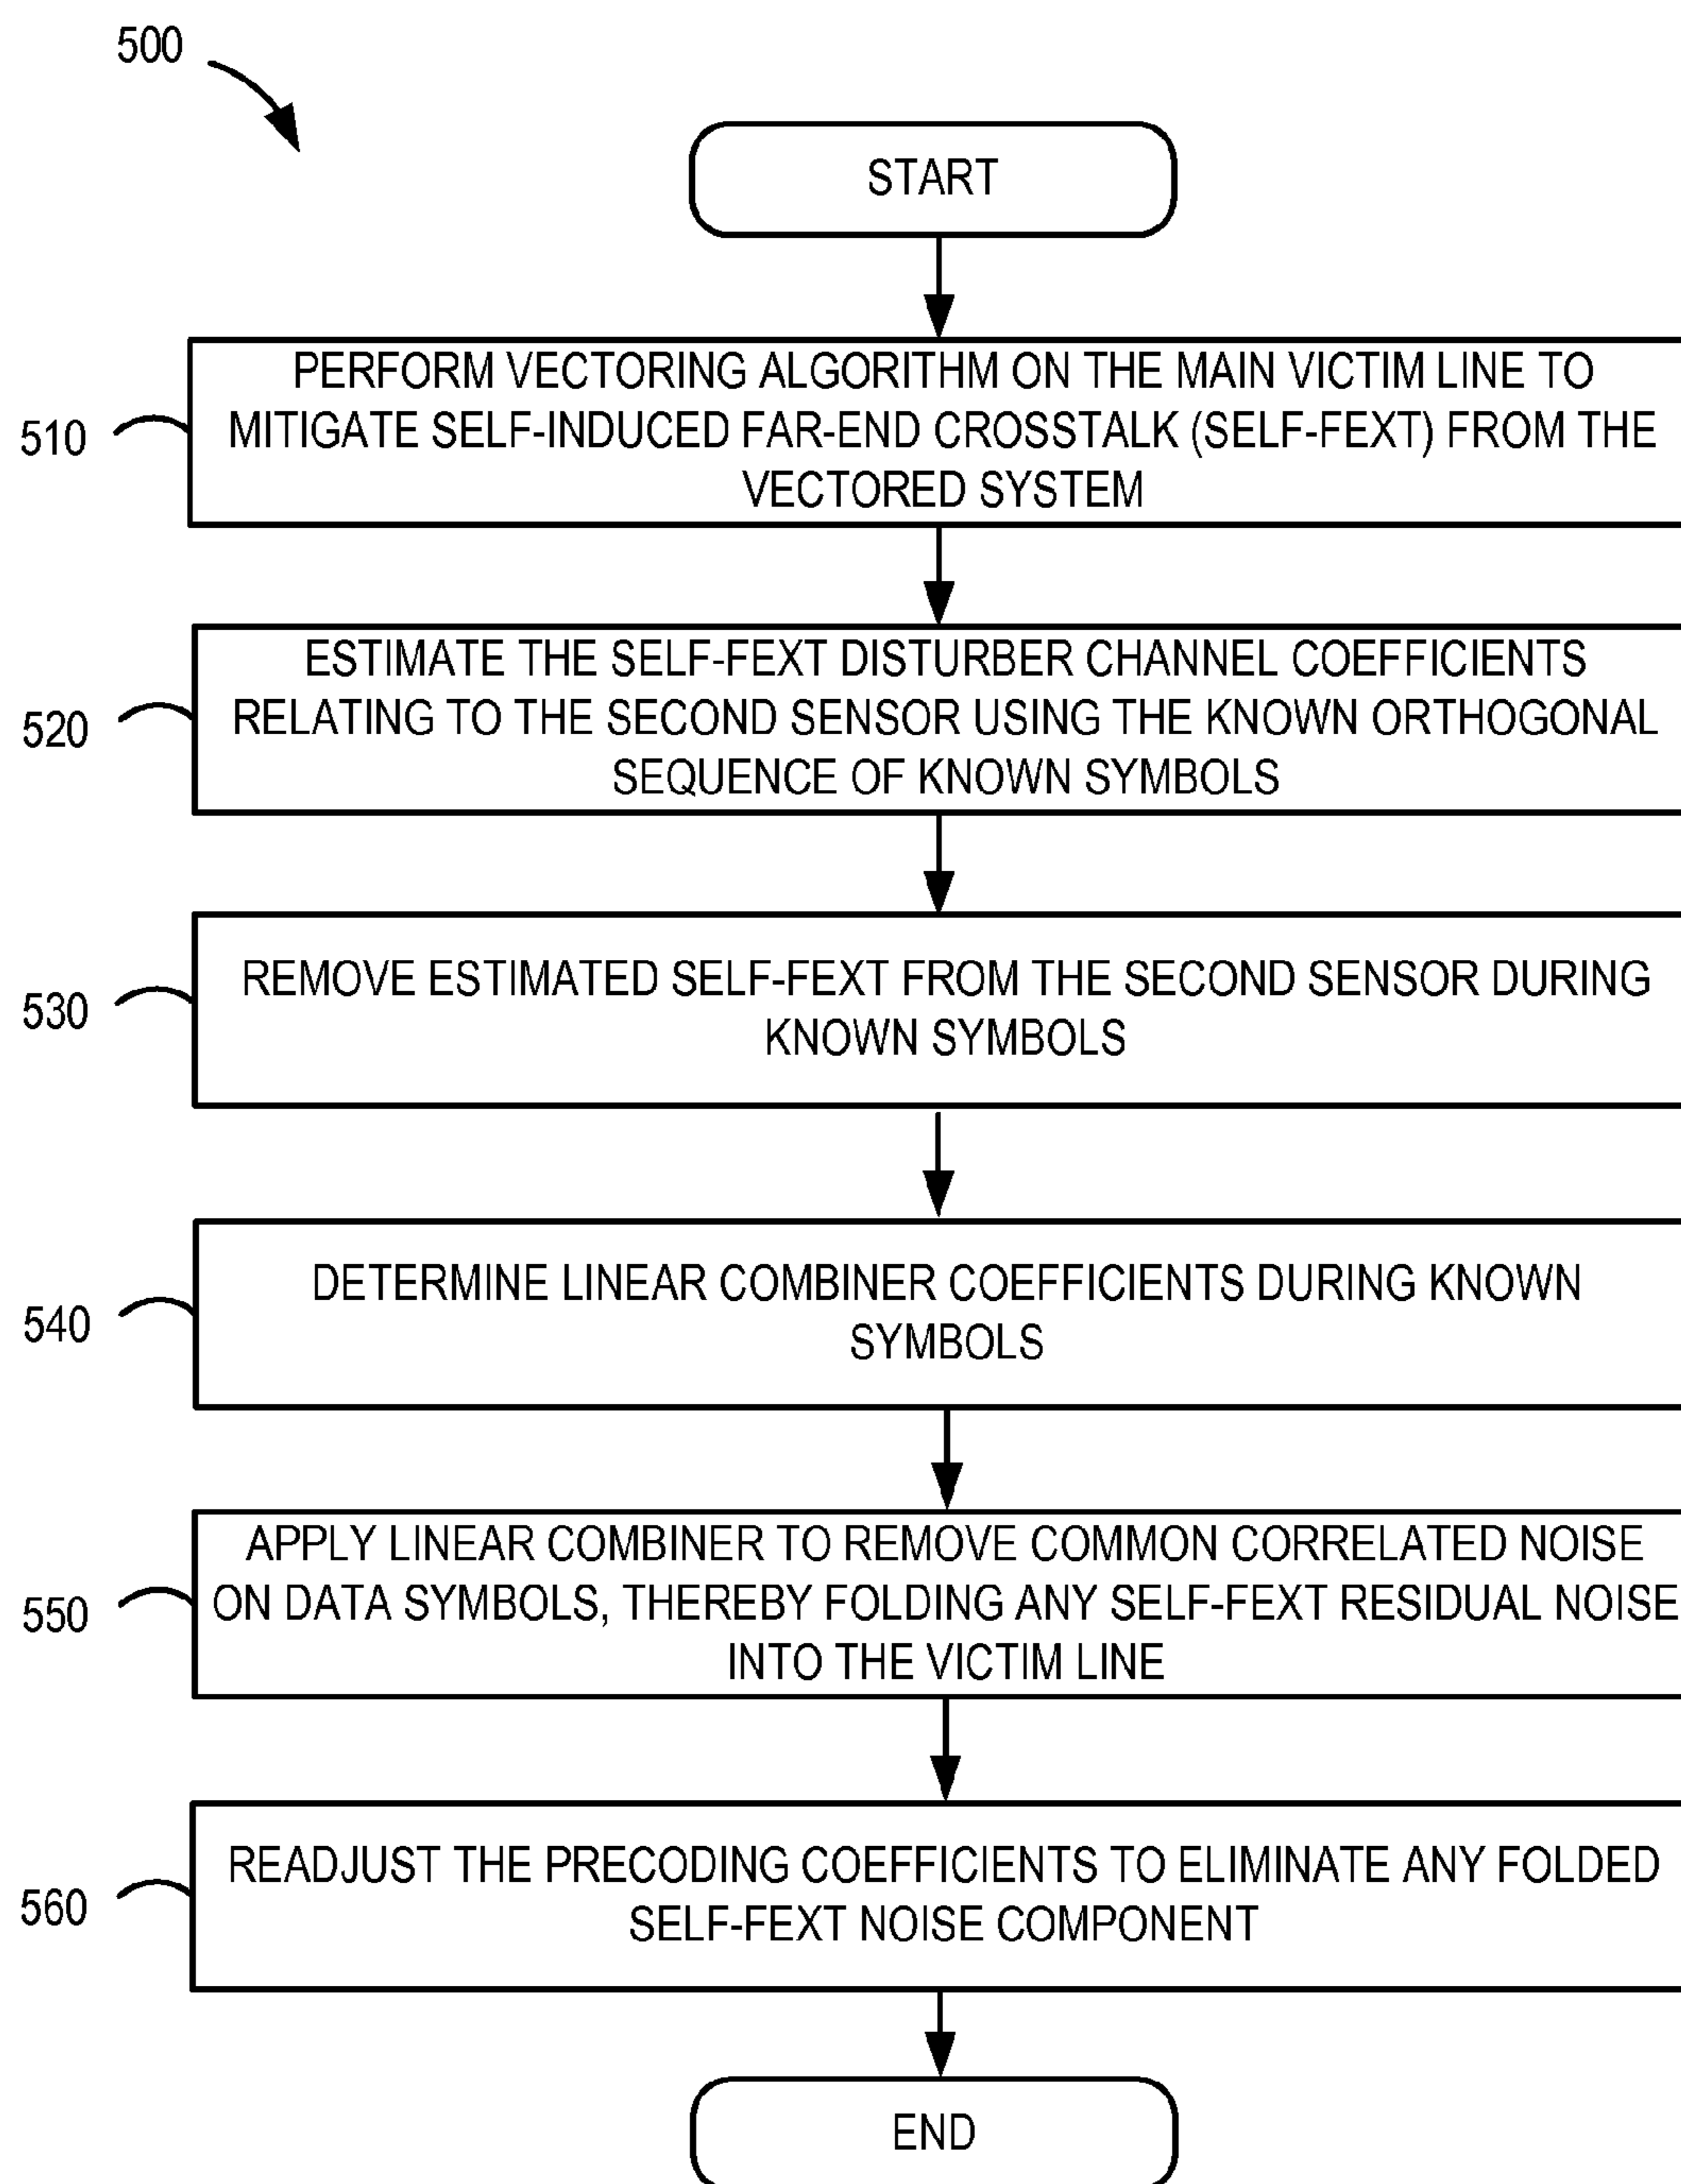 500
START
510
PERFORM VECTORING ALGORITHM ON THE MAIN VICTIM LINE TO
MITIGATE SELF-INDUCED FAR-END CROSSTALK (SELF-FEXT) FROM THE
VECTORED SYSTEM
520
ESTIMATE THE SELF-FEXT DISTURBER CHANNEL COEFFICIENTS
RELATING TO THE SECOND SENSOR USING THE KNOWN ORTHOGONAL
SEQUENCE OF KNOWN SYMBOLS
530
REMOVE ESTIMATED SELF-FEXT FROM THE SECOND SENSOR DURING
KNOWN SYMBOLS
540
DETERMINE LINEAR COMBINER COEFFICIENTS DURING KNOWN
SYMBOLS
550
APPLY LINEAR COMBINER TO REMOVE COMMON CORRELATED NOISE
ON DATA SYMBOLS, THEREBY FOLDING ANY SELF-FEXT RESIDUAL NOISE
INTO THE VICTIM LINE
560
READJUST THE PRECODING COEFFICIENTS TO ELIMINATE ANY FOLDED
SELF-FEXT NOISE COMPONENT
END